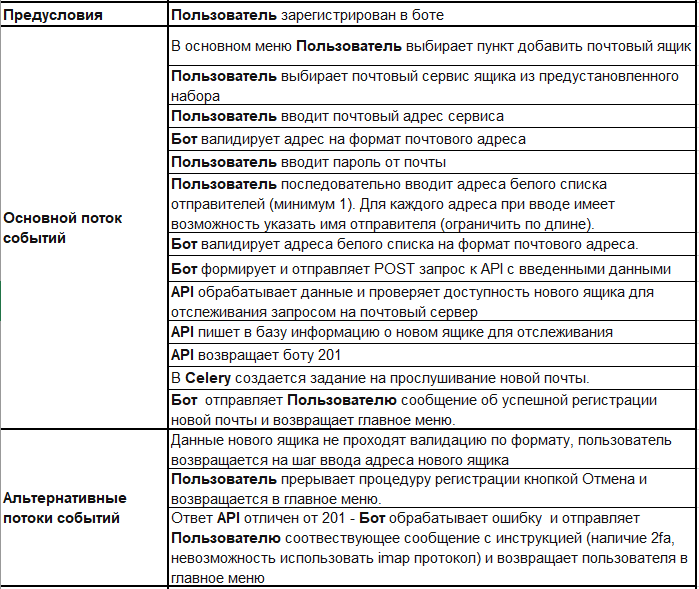 Предусловия
Пользователь зарегистрирован в боте
Основной поток
событий
В основном меню Пользователь выбирает пункт добавить почтовый ящик
Пользователь выбирает почтовый сервис ящика из предустановленного
набора
Пользователь вводит почтовый адрес сервиса
Бот валидирует адрес на формат почтового адреса
Пользователь вводит пароль от почты
Пользователь последовательно вводит адреса белого списка
отправителей (минимум 1). Для каждого адреса при вводе имеет
возможность указать имя отправителя (ограничить по длине).
Бот валидирует адреса белого списка на формат почтового адреса.
Бот формирует и отправляет POST запрос к API с введенными данными
API обрабатывает данные и проверяет доступность нового ящика для
отслеживания запросом на почтовый сервер
API пишет в базу информацию о новом ящике для отслеживания
API возвращает боту 201
В Celery создается задание на прослушивание новой почты.
Бот отправляет Пользователю сообщение об успешной регистрации
новой почты и возвращает главное меню.
Альтернативные
потоки событий
Данные нового ящика не проходят валидацию по формату, пользователь
возвращается на шаг ввода адреса нового ящика
Пользователь прерывает процедуру регистрации кнопкой Отмена и
возвращается в главное меню.
Ответ API отличен от 201 - Бот обрабатывает ошибку и отправляет
Пользователю соотвествующее сообщение с инструкцией (наличие 2fa,
невозможность использовать imap протокол) и возвращает пользователя в
главное меню